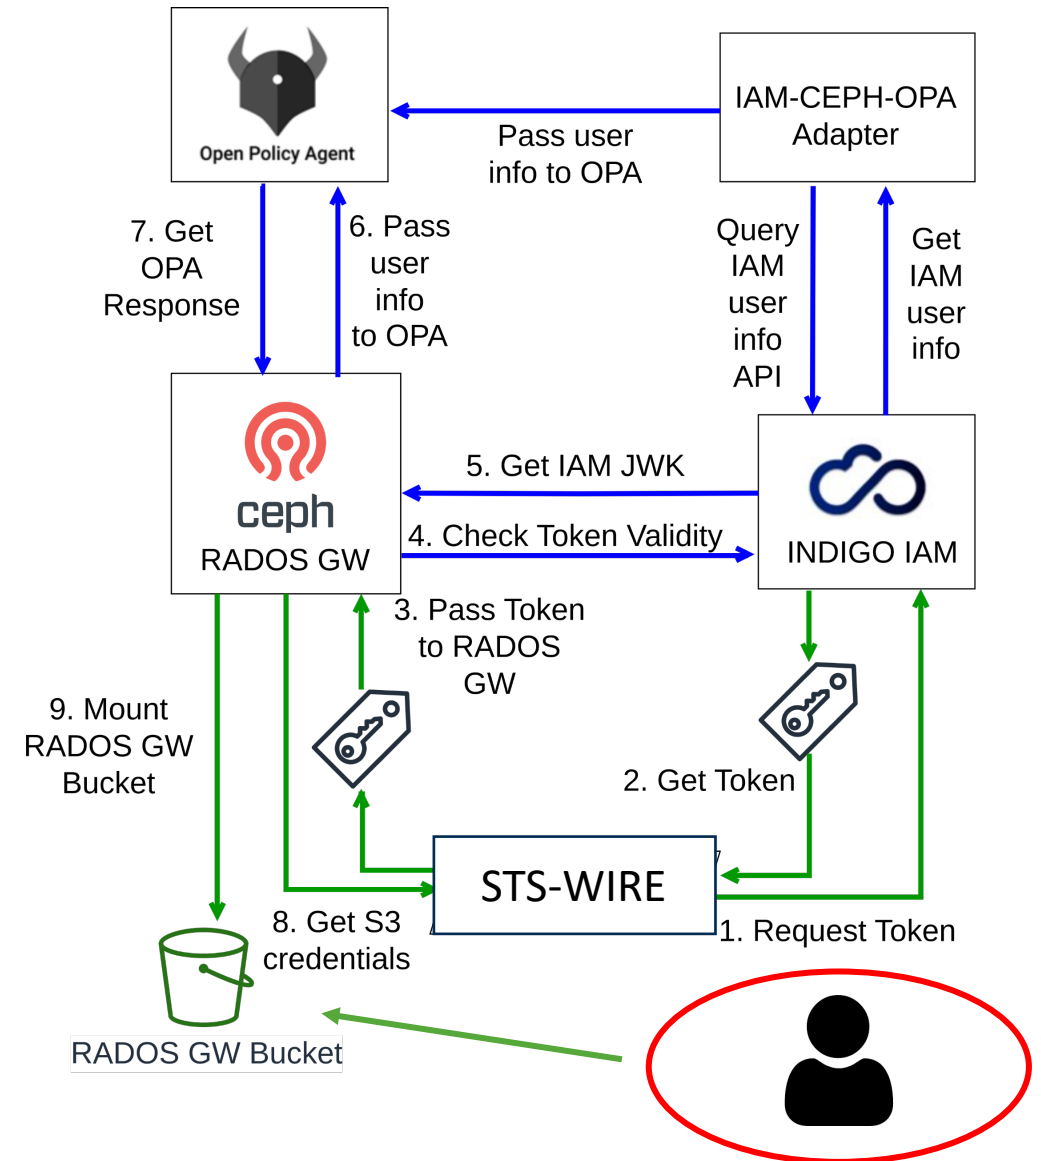 IAM-CEPH-OPA
Adapter
Open Policy Agent
Pass user
info to OPA
7. Get
OPA
Response
6. Pass
user
info
to OPA
Query
IAM
user
info
API
Get
IAM
user
info
ceph
RADOS GW
5. Get IAM JWK
4. Check Token Validity
INDIGO IAM
3. Pass Token
to RADOS
GW
9. Mount
RADOS GW
Bucket
2. Get Token
STS-WIRE
8. Get S3
credentials
1. Request Token
RADOS GW Bucket